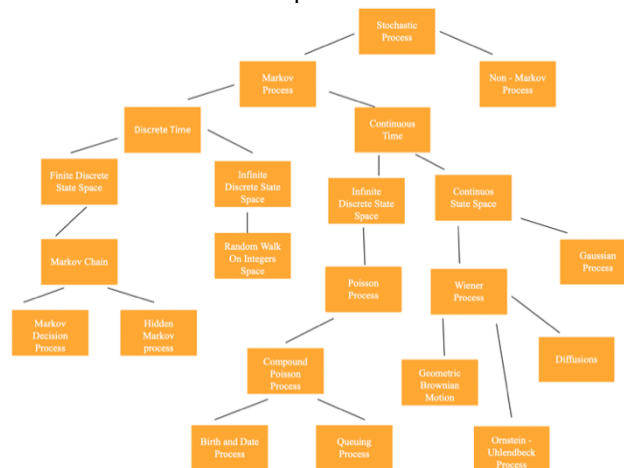 Stochastic
Process
Markov
Process
Non - Markov
Process
Discrete Time
Continuous
Time
Finite Discrete
State Space
Infinite
Discrete State
Space
Infnite
Discrete State
Space
Continuos
State Space
Markov Chain
Random Walk
On Integers
Space
Gaussian
Process
Poisson
Process
Wiener
Process
Markov
Decision
Process
Hidden
Markov
process
Compound
Poisson
Process
Geometric
Brownian
Motion
Diffusions
Birth and Date
Process
Queuing
Process
Ornstein -
Uhlendbeck
Process